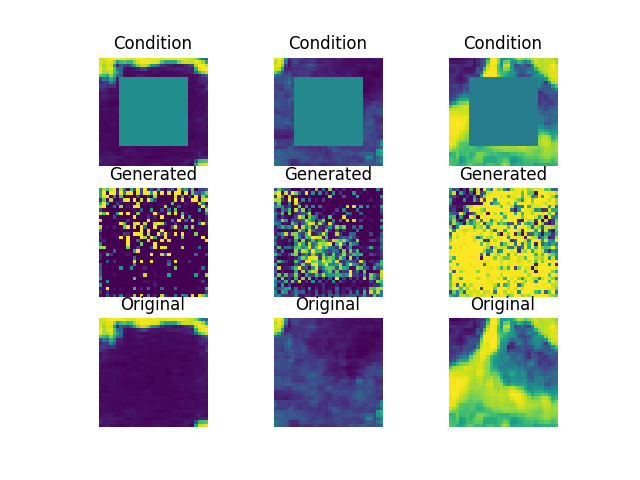 Condition Condition Condition
Generated Generated Generated
Original Original Original